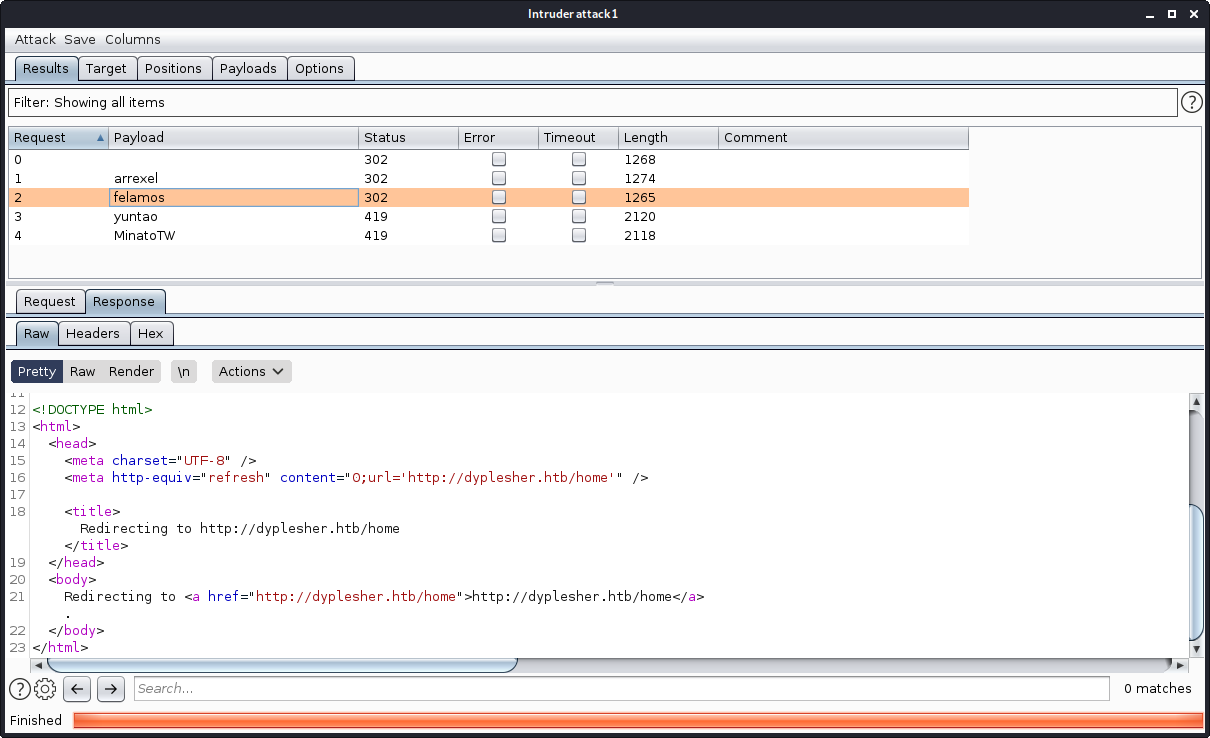 Intruder attack1
Attack Save Columns
Results Target Positions Payloads Options
Filter: Showing all items ?
Request Payload Status Error Timeout Length Comment
0 302 1268
1 arrexel 302 1274
2 felamos 302 1265
3 yuntao 419 2120
4 MinatoTW 419 2118
Request Response
Raw Headers Hex
Pretty Raw Render \n Actions
11
12 <!DOCTYPE html>
13 <html>
14 <head>
15 <meta charset="UTF-8" />
16 <meta http-equiv="refresh" content="0;url='http://dyplesher.htb/home'" />
17
18 <title>
Redirecting to http://dyplesher.htb/home
</title>
19 </head>
20 <body>
21 Redirecting to <a href="http://dyplesher.htb/home">http://dyplesher.htb/home</a>
.
22 </body>
23 </html>
? Search... 0 matches
Finished